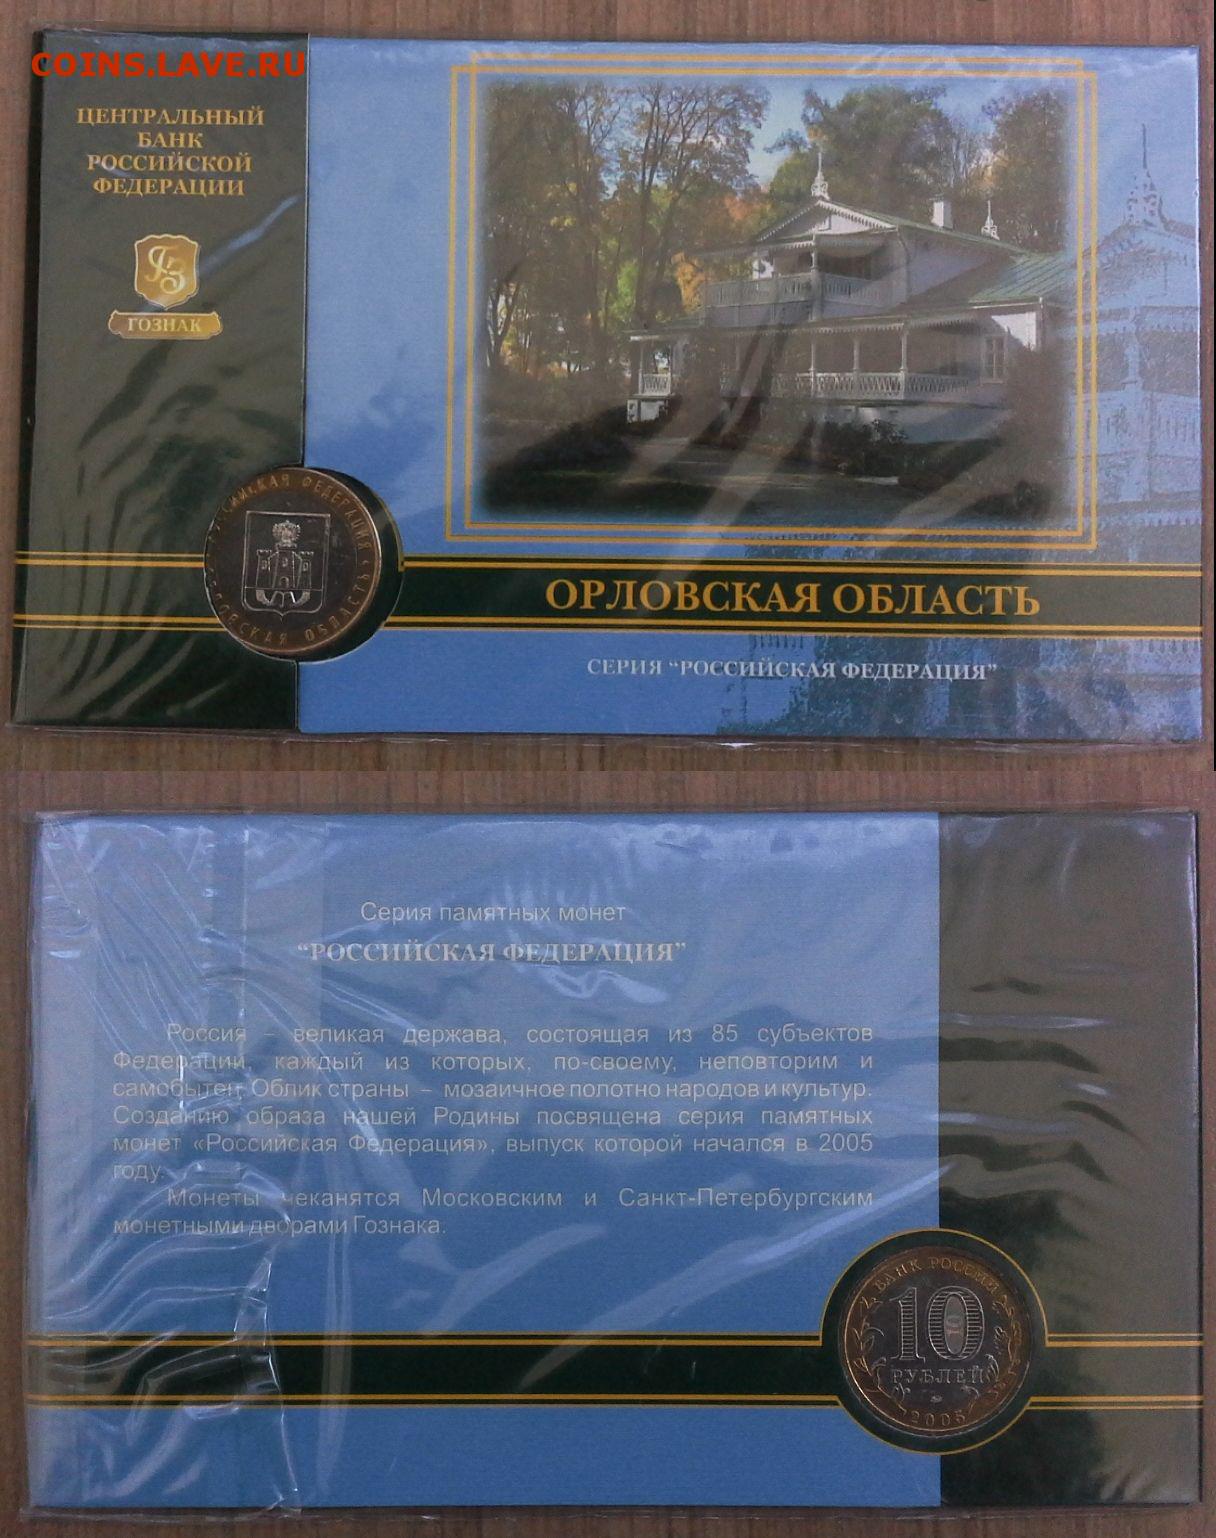 COINS.LAVE.RU
ЦЕНТРАЛЬНЫЙ
БАНК
РОССИЙСКОЙ
ФЕДЕРАЦИИ
ГОЗНАК
РОССИЙСКАЯ ФЕДЕРАЦИЯ
ОРЛОВСКАЯ ОБЛАСТЬ
ОРЛОВСКАЯ ОБЛАСТЬ
СЕРИЯ “РОССИЙСКАЯ ФЕДЕРАЦИЯ”
Серия памятных монет
“РОССИЙСКАЯ ФЕДЕРАЦИЯ”
Россия – великая держава, состоящая из 85 субъектов
Федераций, каждый из которых, по-своему, неповторим и
самобытен. Облик страны – мозаичное полотно народов и культур.
Созданию образа нашей Родины посвящена серия памятных
монет «Российская Федерация», выпуск которой начался в 2005
году.
Монеты чеканятся Московским и Санкт-Петербургским
монетными дворами Гознака.
БАНК РОССИИ
10
10
РУБЛЕЙ
2005